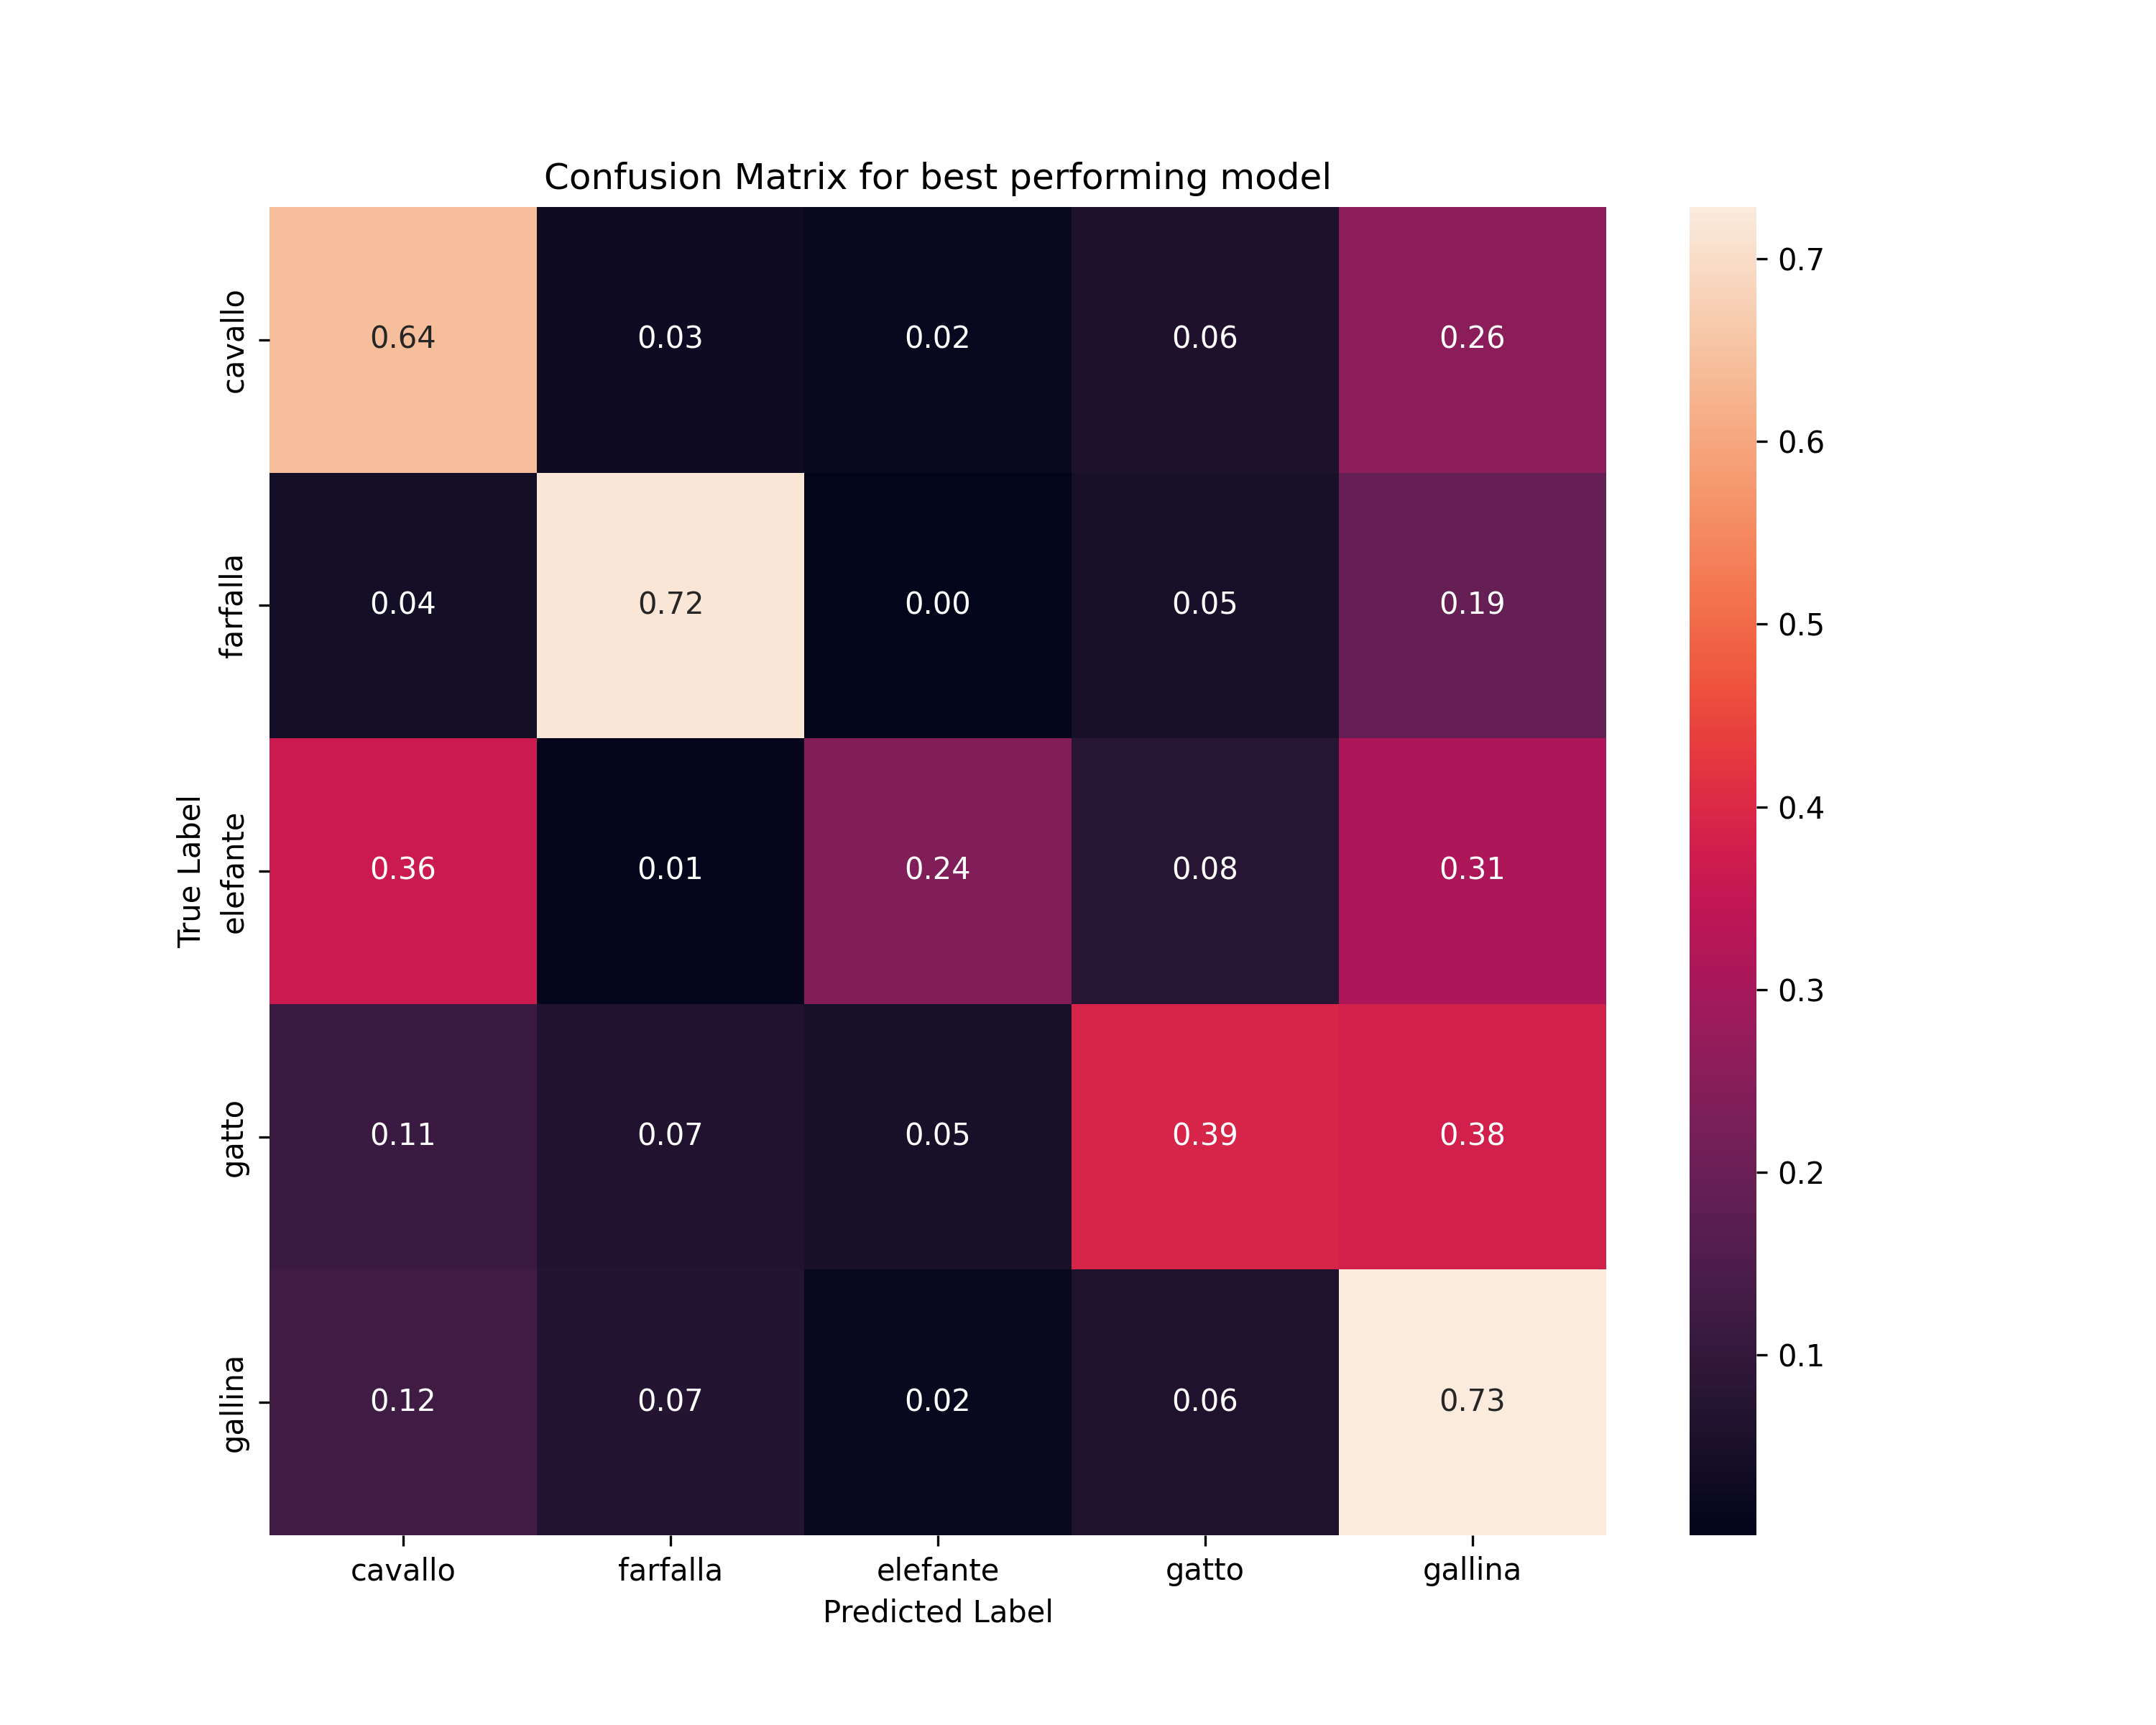 Confusion Matrix for best performing model
True Label
cavallo 0.64 0.03 0.02 0.06 0.26
farfalla 0.04 0.72 0.00 0.05 0.19
elefante 0.36 0.01 0.24 0.08 0.31
gatto 0.11 0.07 0.05 0.39 0.38
gallina 0.12 0.07 0.02 0.06 0.73
cavallo farfalla elefante gatto gallina
Predicted Label
0.7
0.6
0.5
0.4
0.3
0.2
0.1